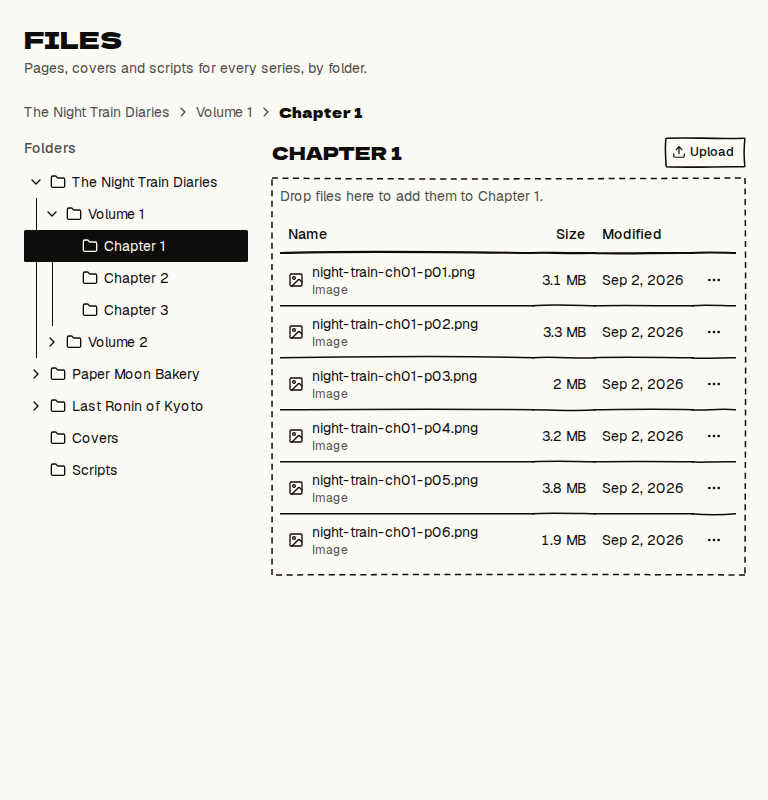 FILES
Pages, covers and scripts for every series, by folder.
The Night Train Diaries > Volume 1 > Chapter 1
Folders
The Night Train Diaries
Volume 1
Chapter 1
Chapter 2
Chapter 3
Volume 2
Paper Moon Bakery
Last Ronin of Kyoto
Covers
Scripts
CHAPTER 1
Upload
Drop files here to add them to Chapter 1.
Name Size Modified
night-train-ch01-p01.png 3.1 MB Sep 2, 2026
Image
night-train-ch01-p02.png 3.3 MB Sep 2, 2026
Image
night-train-ch01-p03.png 2 MB Sep 2, 2026
Image
night-train-ch01-p04.png 3.2 MB Sep 2, 2026
Image
night-train-ch01-p05.png 3.8 MB Sep 2, 2026
Image
night-train-ch01-p06.png 1.9 MB Sep 2, 2026
Image